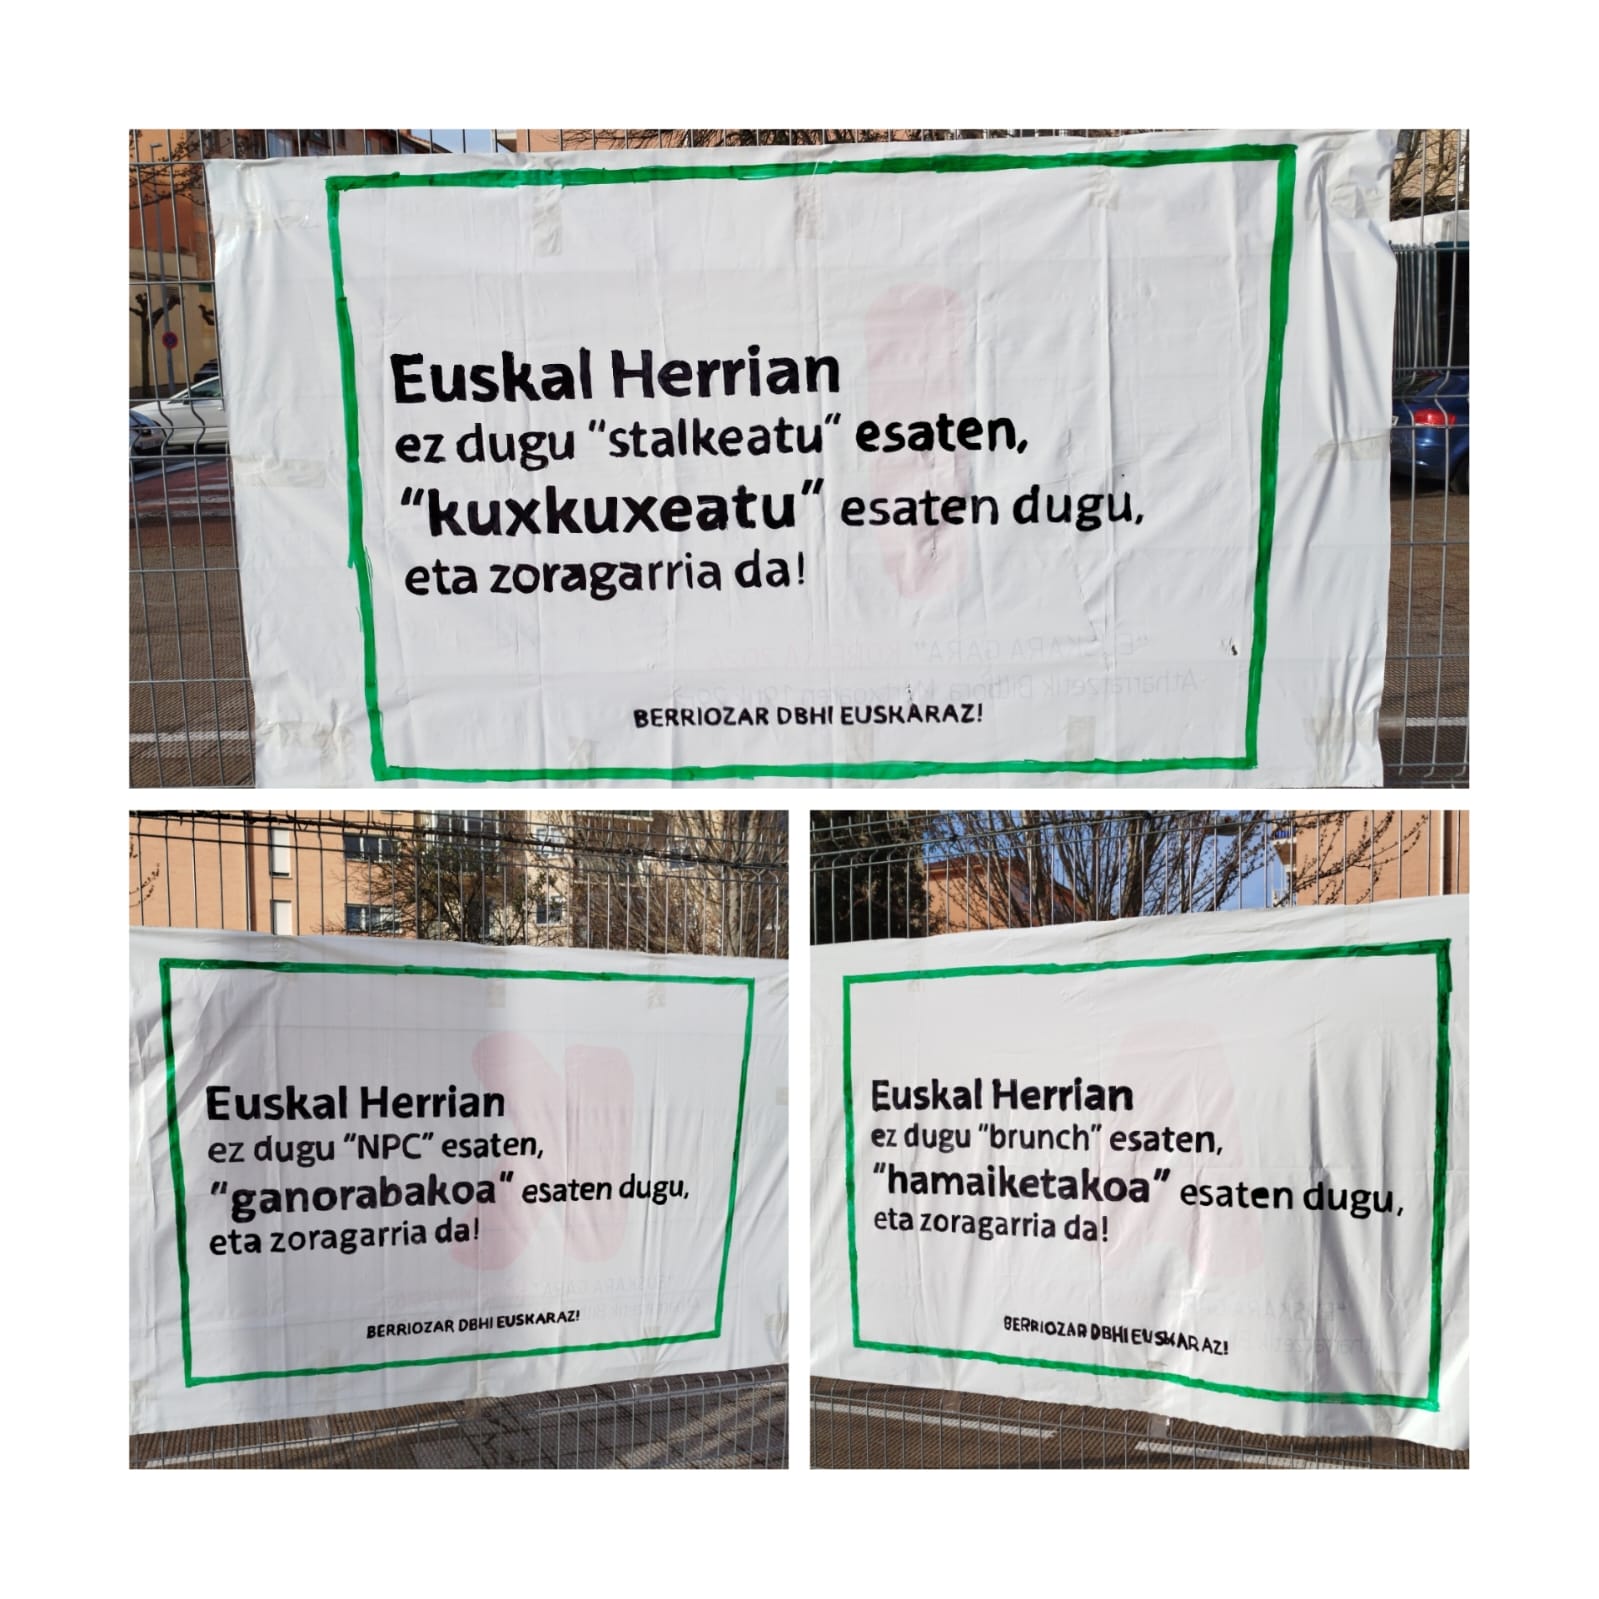 Euskal Herrian
ez dugu "stalkeatu" esaten,
"kuxkuxeatu" esaten dugu,
eta zoragarria da!
BERRIOZAR DBHI EUSKARAZ!
Euskal Herrian
ez dugu "NPC" esaten,
"ganorabakoa" esaten dugu,
eta zoragarria da!
BERRIOZAR DBHI EUSKARAZ!
Euskal Herrian
ez dugu "brunch" esaten,
"hamaiketakoa" esaten dugu,
eta zoragarria da!
BERRIOZAR DBHI EUSKARAZ!